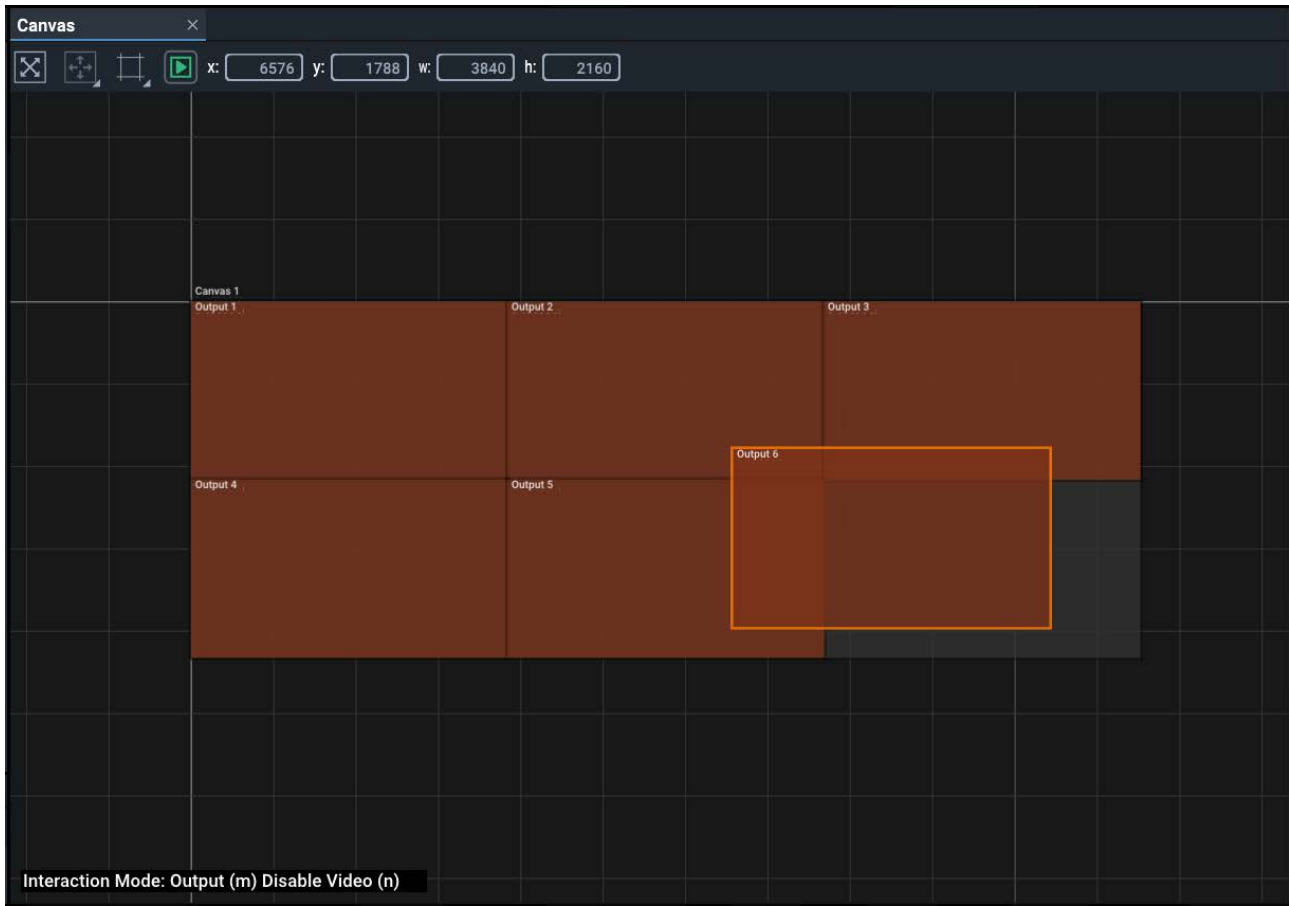 Canvas ×
x: 6576 y: 1788 w: 3840 h: 2160
Canvas 1
Output 1 Output 2 Output 3
Output 6
Output 4 Output 5
Interaction Mode: Output (m) Disable Video (n)